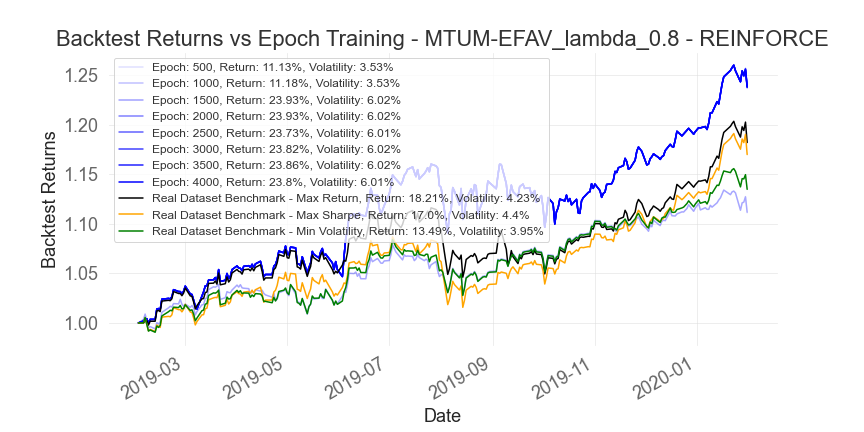 Backtest Returns vs Epoch Training - MTUM-EFAV_lambda_0.8 - REINFORCE
Backtest Returns
1.25
1.20
1.15
1.10
1.05
1.00
Epoch: 500, Return: 11.13%, Volatility: 3.53%
Epoch: 1000, Return: 11.18%, Volatility: 3.53%
Epoch: 1500, Return: 23.93%, Volatility: 6.02%
Epoch: 2000, Return: 23.93%, Volatility: 6.02%
Epoch: 2500, Return: 23.73%, Volatility: 6.01%
Epoch: 3000, Return: 23.82%, Volatility: 6.02%
Epoch: 3500, Return: 23.86%, Volatility: 6.02%
Epoch: 4000, Return: 23.8%, Volatility: 6.01%
Real Dataset Benchmark - Max Return, Return: 18.21%, Volatility: 4.23%
Real Dataset Benchmark - Max Sharpe, Return: 17.0%, Volatility: 4.4%
Real Dataset Benchmark - Min Volatility, Return: 13.49%, Volatility: 3.95%
2019-03
2019-05
2019-07
2019-09
2019-11
2020-01
Date